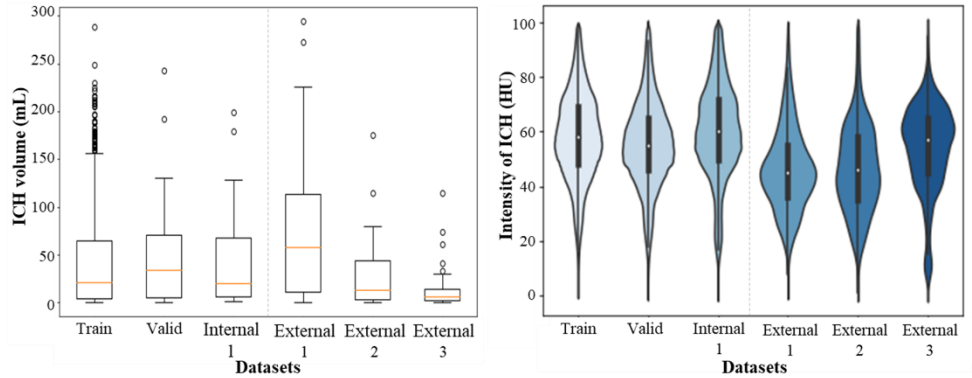 ICH volume (mL)
300
250
200
150
100
50
0
Train Valid Internal 1 External 1 External 2 External 3
Datasets
Intensity of ICH (HU)
100
80
60
40
20
0
Train Valid Internal 1 External 1 External 2 External 3
Datasets